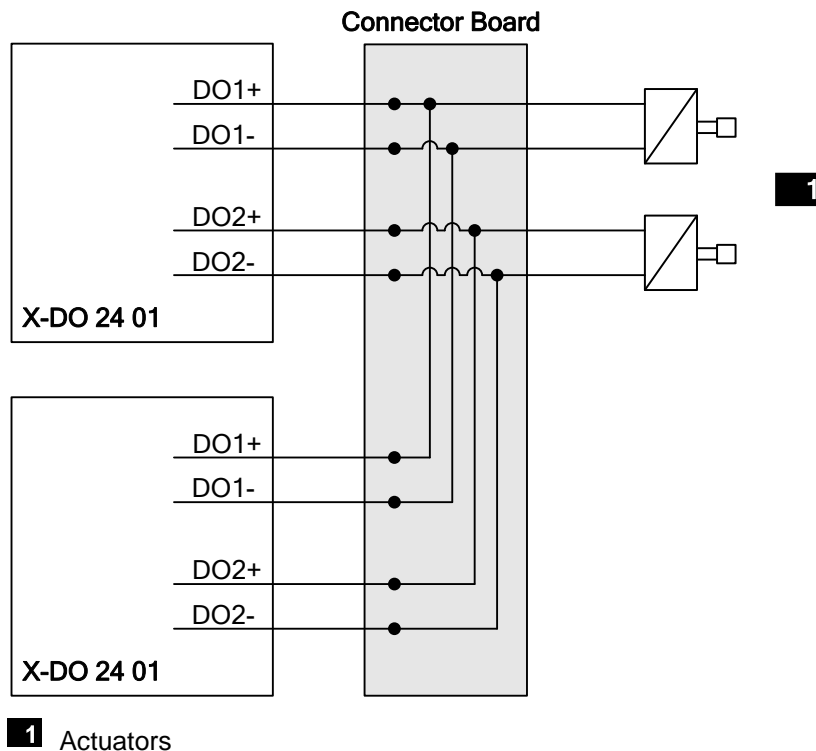 Connector Board
DO1+
DO1-
DO2+
DO2-
X-DO 24 01
1
DO1+
DO1-
DO2+
DO2-
X-DO 24 01
1 Actuators